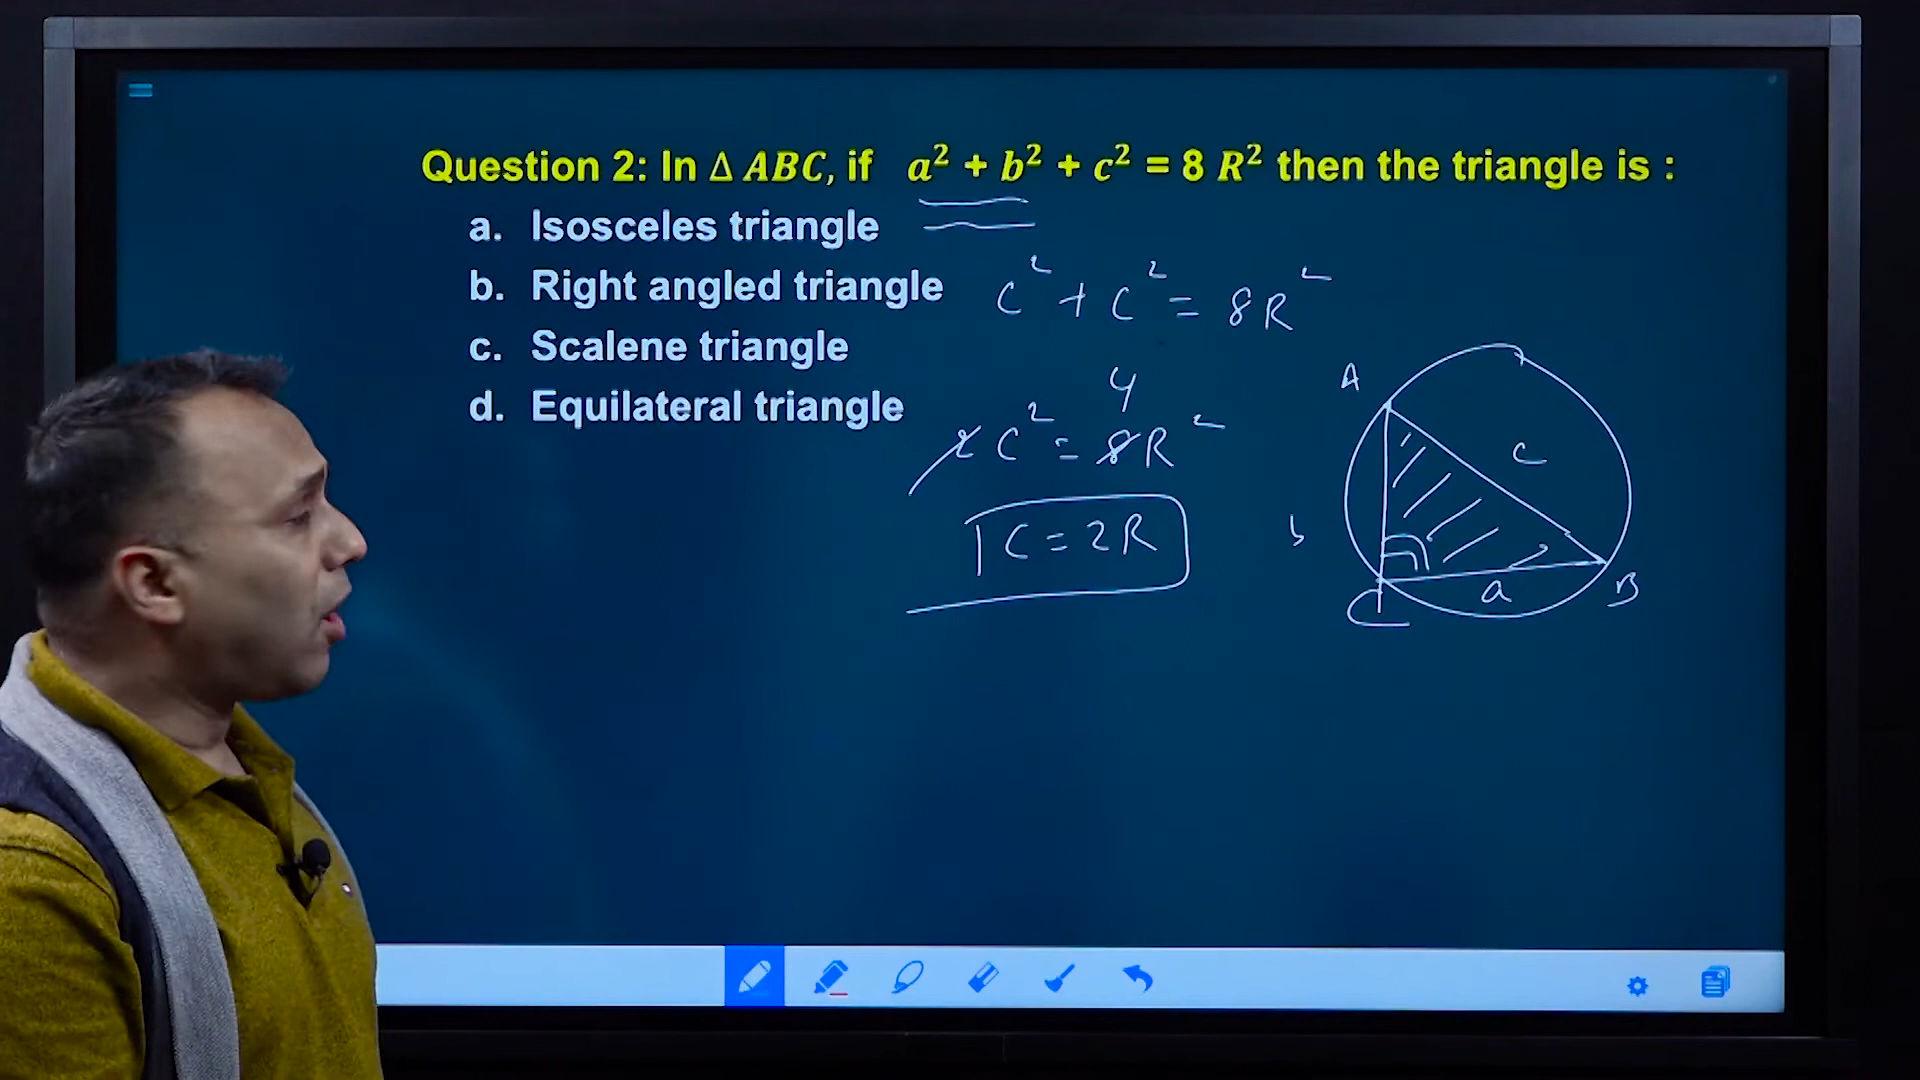 Question 2: In Δ ABC, if a² + b² + c² = 8 R² then the triangle is :
a. Isosceles triangle
b. Right angled triangle
c. Scalene triangle
d. Equilateral triangle
c² + c² = 8R²
4
2c² = 8R²
c = 2R
A
c
b
a
B
C